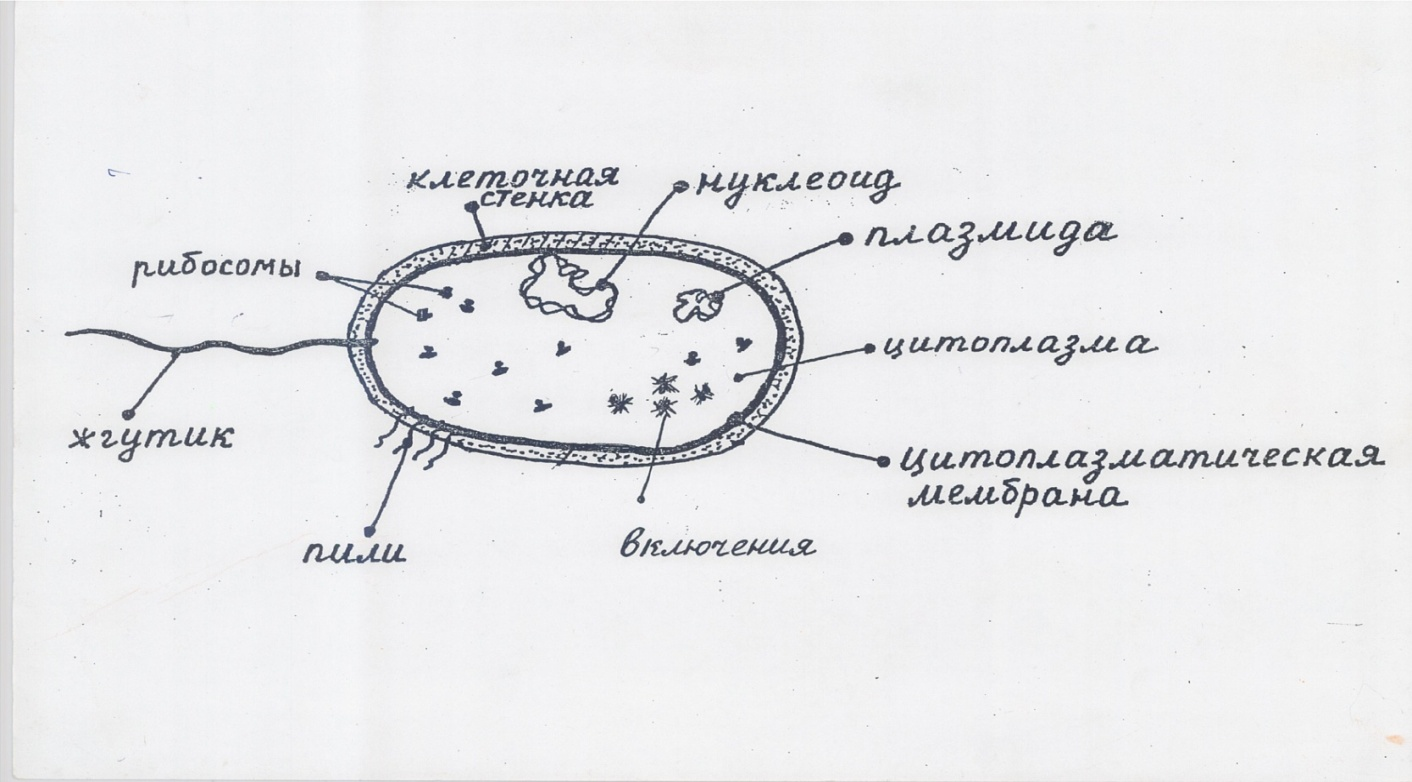 клеточная
стенка
нуклеоид
плазмида
рибосомы
цитоплазма
жгутик
цитоплазматическая
мембрана
пили
включения